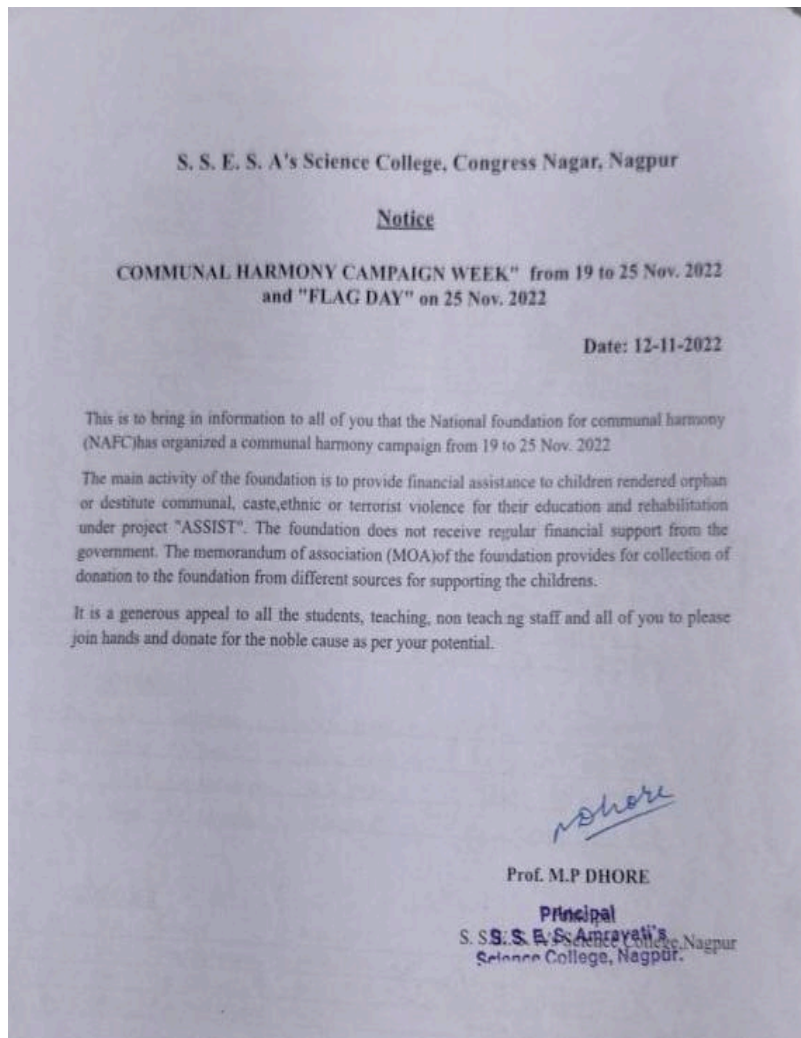 S. S. E. S. A's Science College, Congress Nagar, Nagpur
Notice
COMMUNAL HARMONY CAMPAIGN WEEK" from 19 to 25 Nov. 2022
and "FLAG DAY" on 25 Nov. 2022
Date: 12-11-2022
This is to bring in information to all of you that the National foundation for communal harmony
(NAFC)has organized a communal harmony campaign from 19 to 25 Nov. 2022
The main activity of the foundation is to provide financial assistance to children rendered orphan
or destitute communal, caste,ethnic or terrorist violence for their education and rehabilitation
under project "ASSIST". The foundation does not receive regular financial support from the
government. The memorandum of association (MOA)of the foundation provides for collection of
donation to the foundation from different sources for supporting the childrens.
It is a generous appeal to all the students, teaching, non teach ng staff and all of you to please
join hands and donate for the noble cause as per your potential.
Prof. M.P DHORE
Principal
S. S. E. S. Amravati's
Science College, Nagpur.